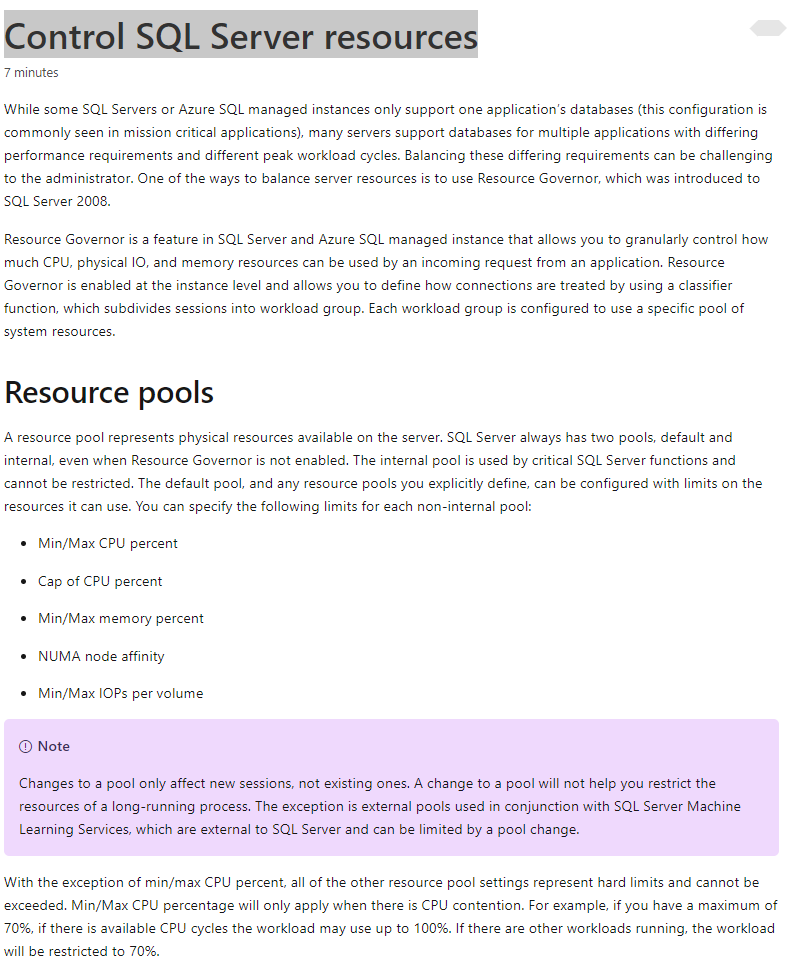 Control SQL Server resources
7 minutes
While some SQL Servers or Azure SQL managed instances only support one application's databases (this configuration is
commonly seen in mission critical applications), many servers support databases for multiple applications with differing
performance requirements and different peak workload cycles. Balancing these differing requirements can be challenging
to the administrator. One of the ways to balance server resources is to use Resource Governor, which was introduced to
SQL Server 2008.
Resource Governor is a feature in SQL Server and Azure SQL managed instance that allows you to granularly control how
much CPU, physical IO, and memory resources can be used by an incoming request from an application. Resource
Governor is enabled at the instance level and allows you to define how connections are treated by using a classifier
function, which subdivides sessions into workload group. Each workload group is configured to use a specific pool of
system resources.
Resource pools
A resource pool represents physical resources available on the server. SQL Server always has two pools, default and
internal, even when Resource Governor is not enabled. The internal pool is used by critical SQL Server functions and
cannot be restricted. The default pool, and any resource pools you explicitly define, can be configured with limits on the
resources it can use. You can specify the following limits for each non-internal pool:
• Min/Max CPU percent
• Cap of CPU percent
• Min/Max memory percent
• NUMA node affinity
• Min/Max IOPs per volume
Note
Changes to a pool only affect new sessions, not existing ones. A change to a pool will not help you restrict the
resources of a long-running process. The exception is external pools used in conjunction with SQL Server Machine
Learning Services, which are external to SQL Server and can be limited by a pool change.
With the exception of min/max CPU percent, all of the other resource pool settings represent hard limits and cannot be
exceeded. Min/Max CPU percentage will only apply when there is CPU contention. For example, if you have a maximum of
70%, if there is available CPU cycles the workload may use up to 100%. If there are other workloads running, the workload
will be restricted to 70%.